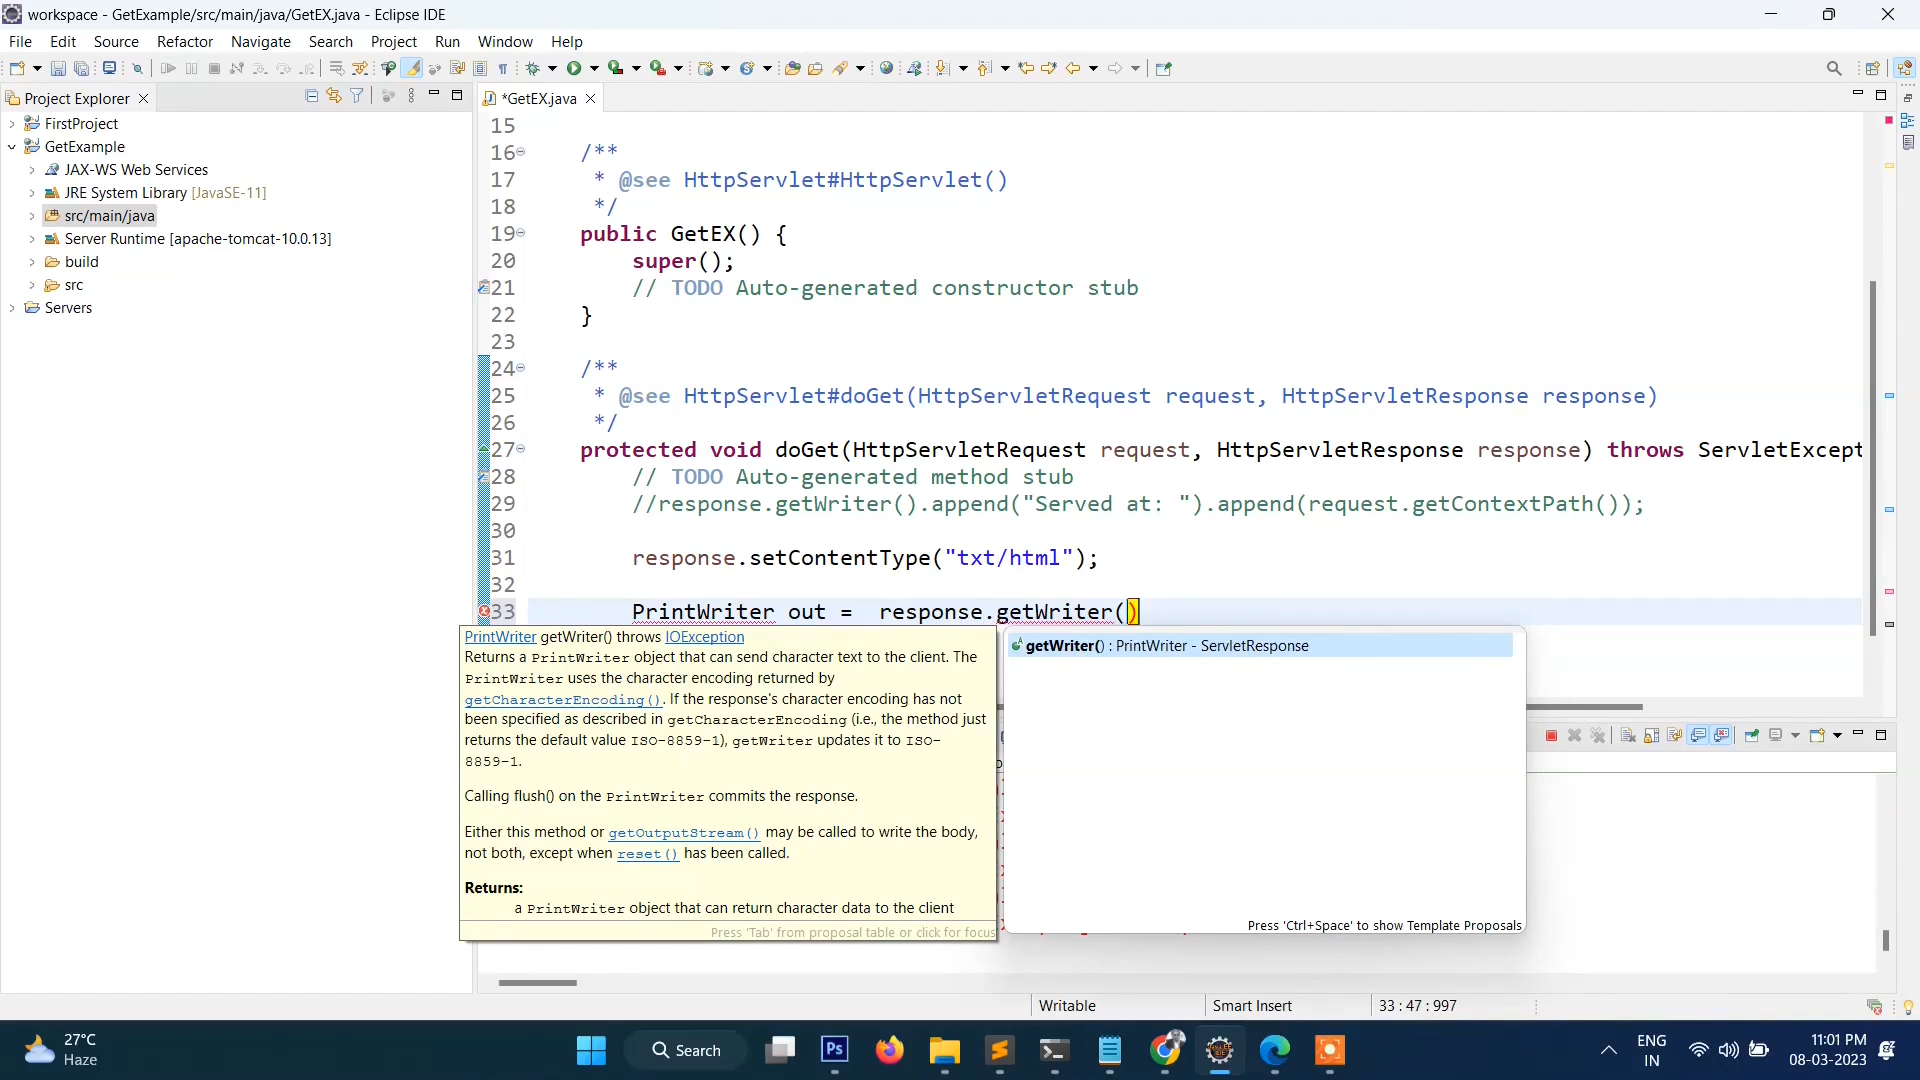 workspace - GetExample/src/main/java/GetEX.java - Eclipse IDE
File Edit Source Refactor Navigate Search Project Run Window Help
Project Explorer
*GetEX.java
FirstProject
GetExample
JAX-WS Web Services
JRE System Library [JavaSE-11]
src/main/java
Server Runtime [apache-tomcat-10.0.13]
build
src
Servers
15
16 /**
17 * @see HttpServlet#HttpServlet()
18 */
19 public GetEX() {
20 super();
21 // TODO Auto-generated constructor stub
22 }
23
24 /**
25 * @see HttpServlet#doGet(HttpServletRequest request, HttpServletResponse response)
26 */
27 protected void doGet(HttpServletRequest request, HttpServletResponse response) throws ServletExcept
28 // TODO Auto-generated method stub
29 //response.getWriter().append("Served at: ").append(request.getContextPath());
30
31 response.setContentType("txt/html");
32
33 PrintWriter out = response.getWriter()
PrintWriter getWriter() throws IOException
Returns a PrintWriter object that can send character text to the client. The
PrintWriter uses the character encoding returned by
getCharacterEncoding(). If the response's character encoding has not
been specified as described in getCharacterEncoding (i.e., the method just
returns the default value ISO-8859-1), getWriter updates it to ISO-
8859-1.
Calling flush() on the PrintWriter commits the response.
Either this method or getOutputStream() may be called to write the body,
not both, except when reset() has been called.
Returns:
a PrintWriter object that can return character data to the client
Press 'Tab' from proposal table or click for focus
getWriter() : PrintWriter - ServletResponse
Press 'Ctrl+Space' to show Template Proposals
Writable Smart Insert 33 : 47 : 997
27°C
Haze
Search
Ps
ENG
IN
11:01 PM
08-03-2023